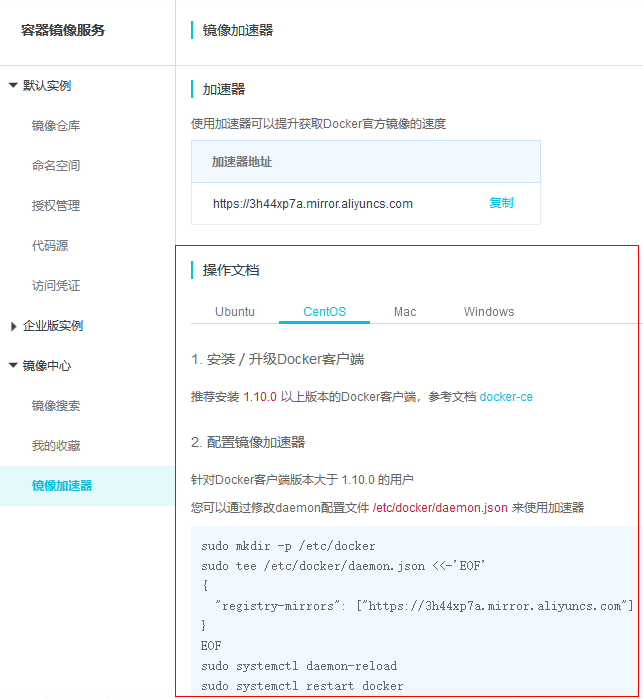 容器镜像服务
镜像加速器
默认实例
镜像仓库
命名空间
授权管理
代码源
访问凭证
企业版实例
镜像中心
镜像搜索
我的收藏
镜像加速器
加速器
使用加速器可以提升获取Docker官方镜像的速度
加速器地址
https://3h44xp7a.mirror.aliyuncs.com 复制
操作文档
Ubuntu CentOS Mac Windows
1. 安装 / 升级Docker客户端
推荐安装 1.10.0 以上版本的Docker客户端，参考文档 docker-ce
2. 配置镜像加速器
针对Docker客户端版本大于 1.10.0 的用户
您可以通过修改daemon配置文件 /etc/docker/daemon.json 来使用加速器
sudo mkdir -p /etc/docker
sudo tee /etc/docker/daemon.json <<-'EOF'
{
"registry-mirrors": ["https://3h44xp7a.mirror.aliyuncs.com"]
}
EOF
sudo systemctl daemon-reload
sudo systemctl restart docker